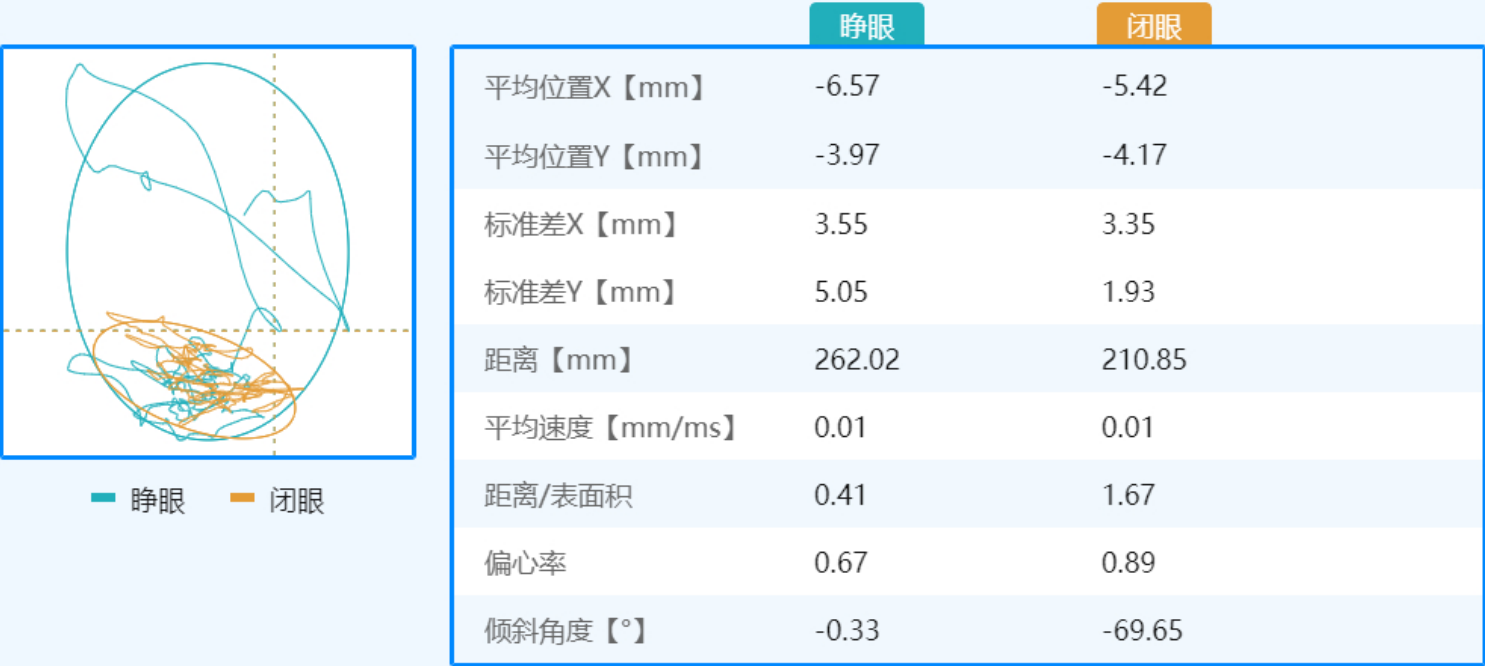 睁眼 闭眼
平均位置X【mm】 -6.57 -5.42
平均位置Y【mm】 -3.97 -4.17
标准差X【mm】 3.55 3.35
标准差Y【mm】 5.05 1.93
距离【mm】 262.02 210.85
平均速度【mm/ms】 0.01 0.01
距离/表面积 0.41 1.67
偏心率 0.67 0.89
倾斜角度【°】 -0.33 -69.65
睁眼 闭眼